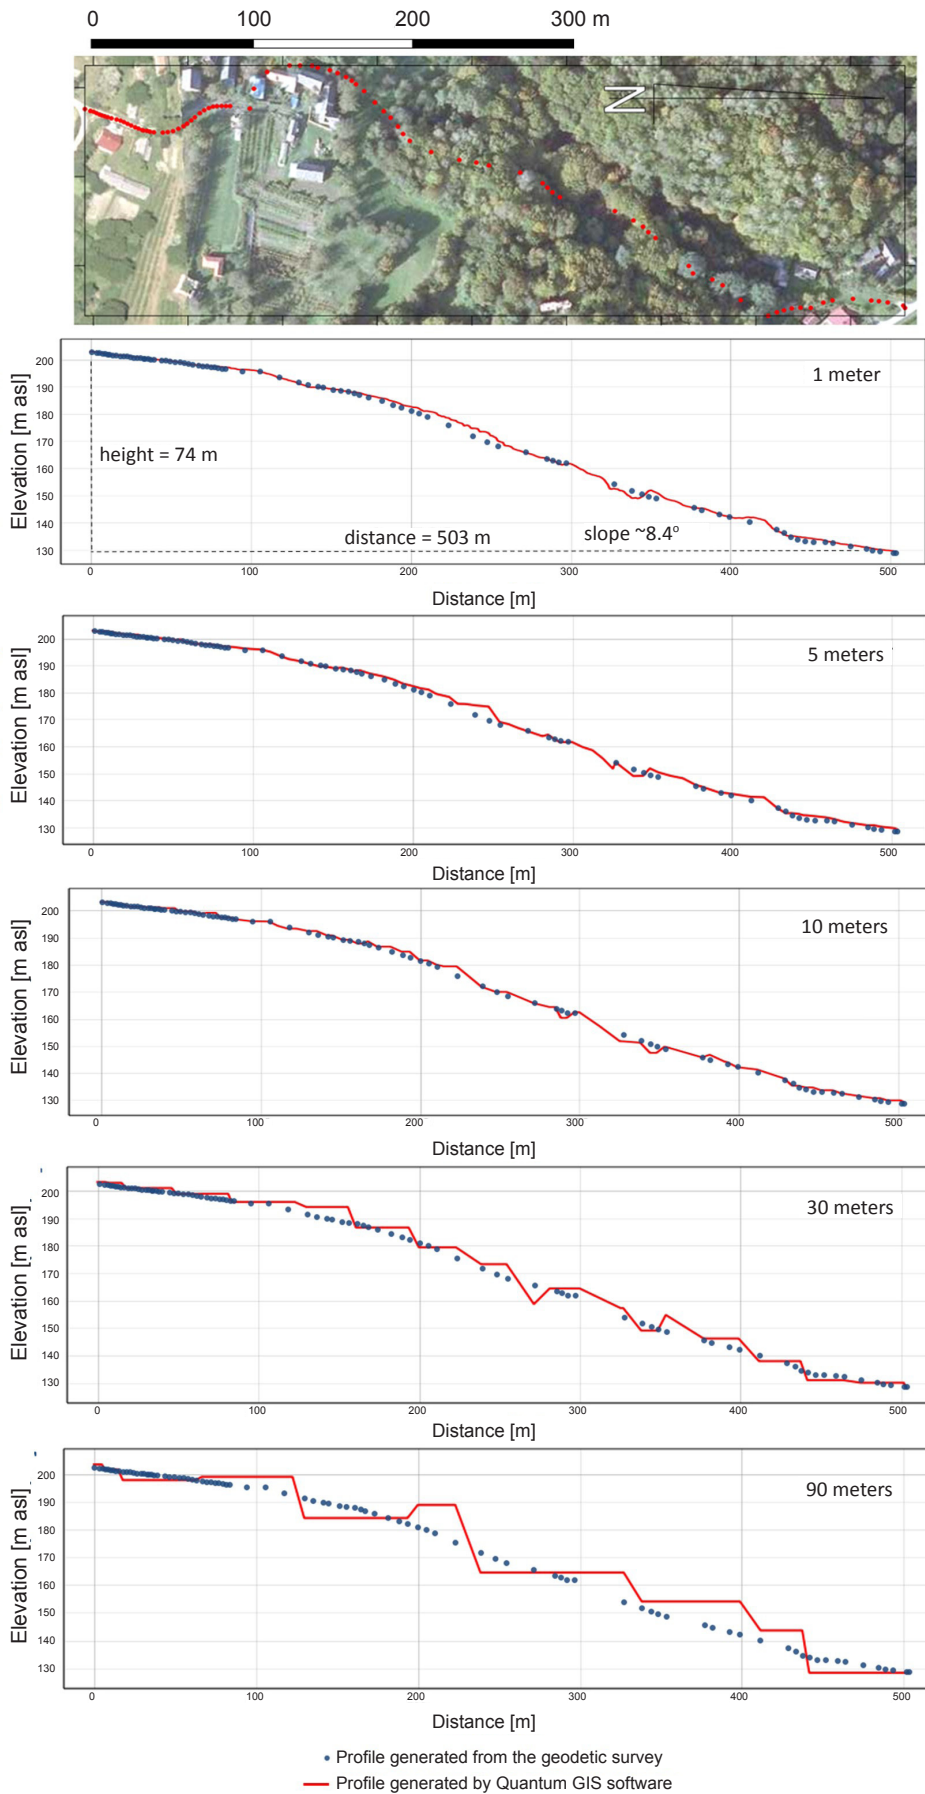 0 100 200 300 m
N
200
190
180
170
160
150
140
130
Elevation [m asl]
1 meter
height = 74 m
distance = 503 m
slope ~8.4°
0 100 200 300 400 500
Distance [m]
200
190
180
170
160
150
140
130
Elevation [m asl]
5 meters
0 100 200 300 400 500
Distance [m]
200
190
180
170
160
150
140
130
Elevation [m asl]
10 meters
0 100 200 300 400 500
Distance [m]
200
190
180
170
160
150
140
130
Elevation [m asl]
30 meters
0 100 200 300 400 500
Distance [m]
200
190
180
170
160
150
140
130
Elevation [m asl]
90 meters
0 100 200 300 400 500
Distance [m]
Profile generated from the geodetic survey
Profile generated by Quantum GIS software